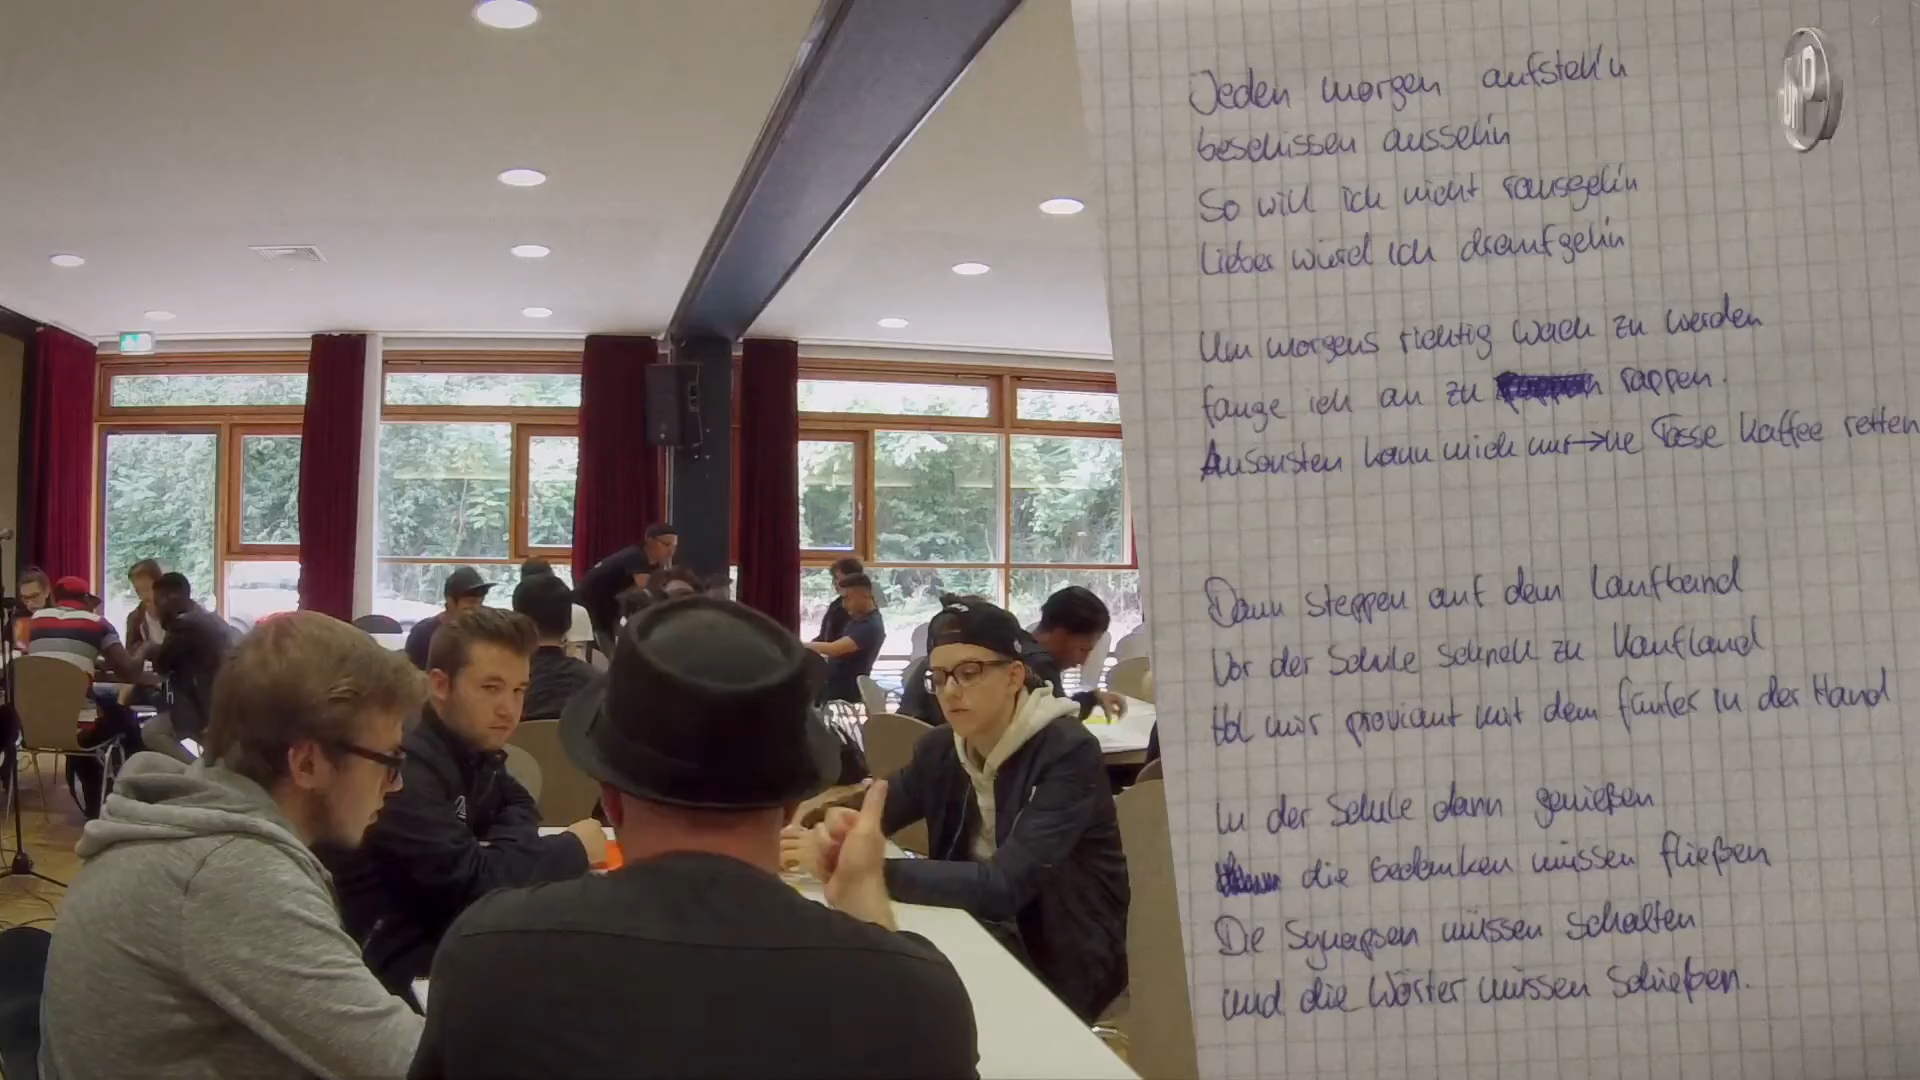 Jeden morgen aufsteh'n
beschissen ausseh'n
So will ich nicht rausgeh'n
Lieber würd ich draufgeh'n
Um morgens richtig wach zu werden
fange ich an zu rappen.
Ansonsten kann mich nur → ne Tasse Kaffee retten
Dann steppen auf dem Laufband
Vor der Schule schnell zu Kaufland
Hol mir proviant mit dem fünfer in der Hand
In der Schule dann genießen
die Gedanken müssen fließen
Die Synapsen müssen schalten
und die Wörter müssen schießen.